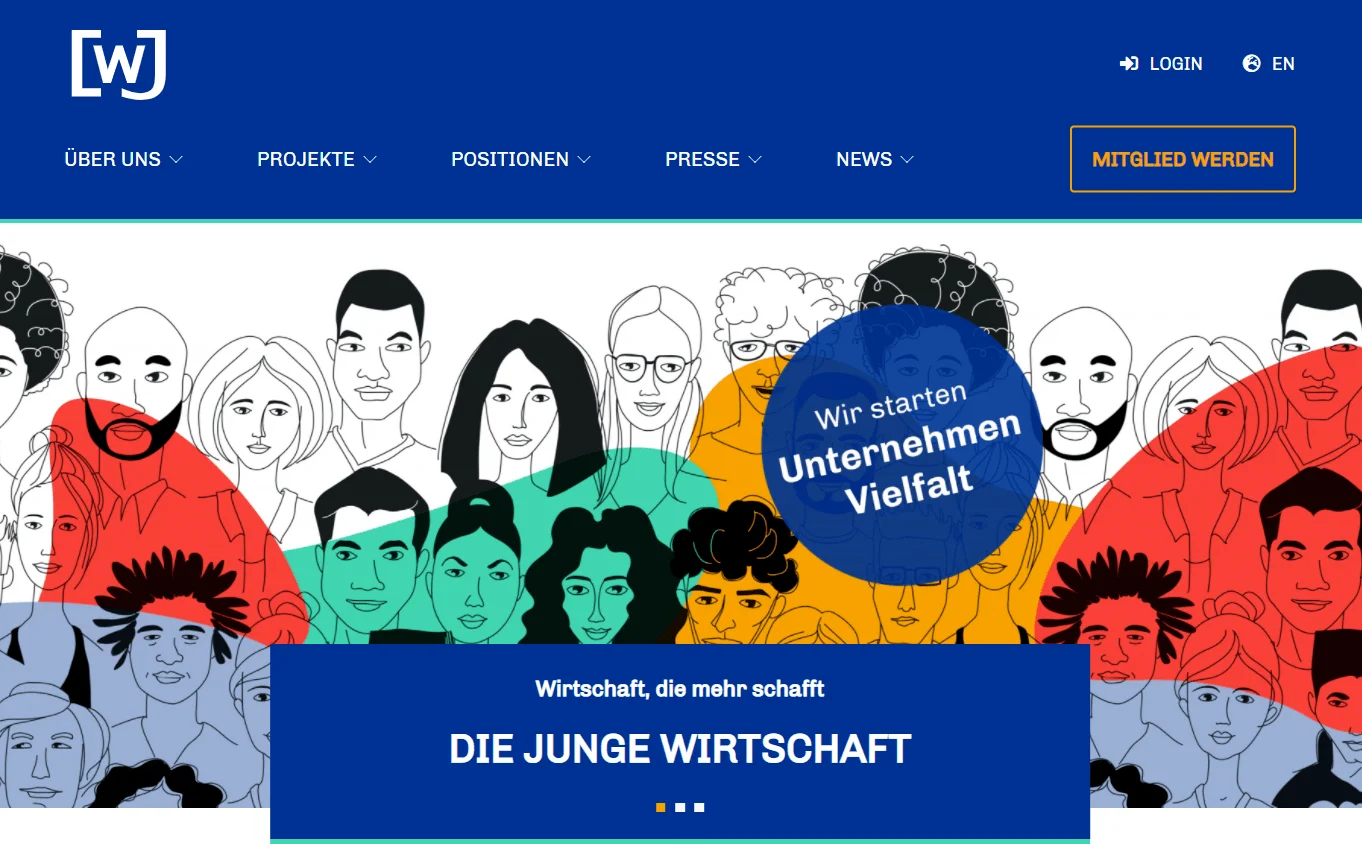 [WJ
LOGIN
EN
ÜBER UNS
PROJEKTE
POSITIONEN
PRESSE
NEWS
MITGLIED WERDEN
Wir starten
Unternehmen
Vielfalt
Wirtschaft, die mehr schafft
DIE JUNGE WIRTSCHAFT